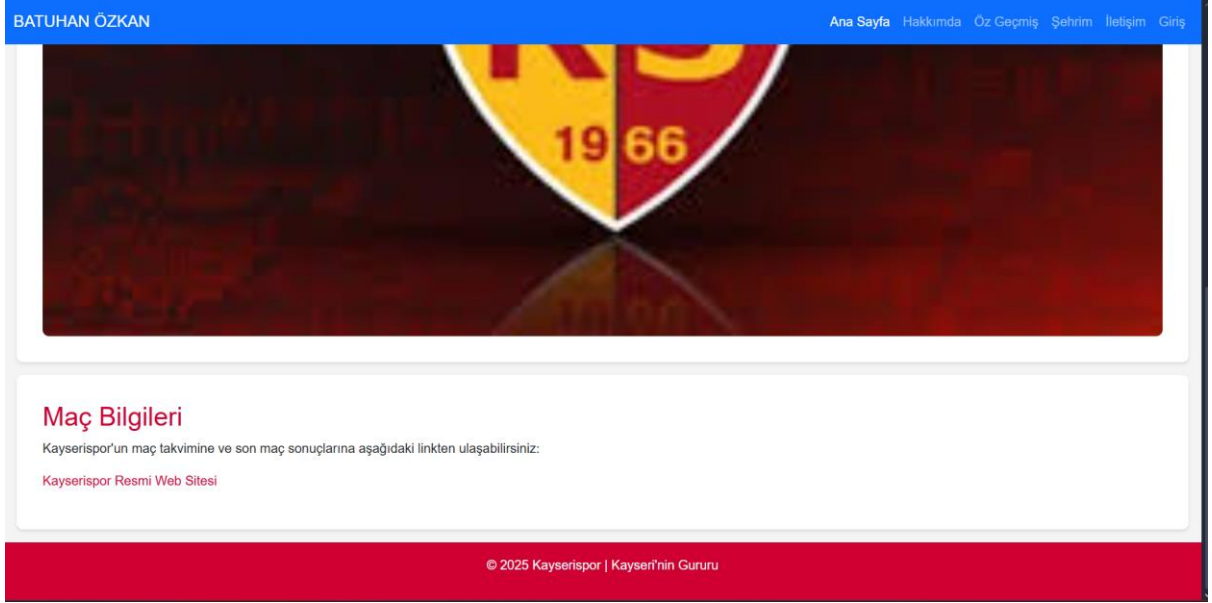 BATUHAN ÖZKAN
Ana Sayfa Hakkımda Öz Geçmiş Şehrim İletişim Giriş
KS
19 66
Maç Bilgileri
Kayserispor'un maç takvimine ve son maç sonuçlarına aşağıdaki linkten ulaşabilirsiniz:
Kayserispor Resmi Web Sitesi
© 2025 Kayserispor | Kayseri'nin Gururu